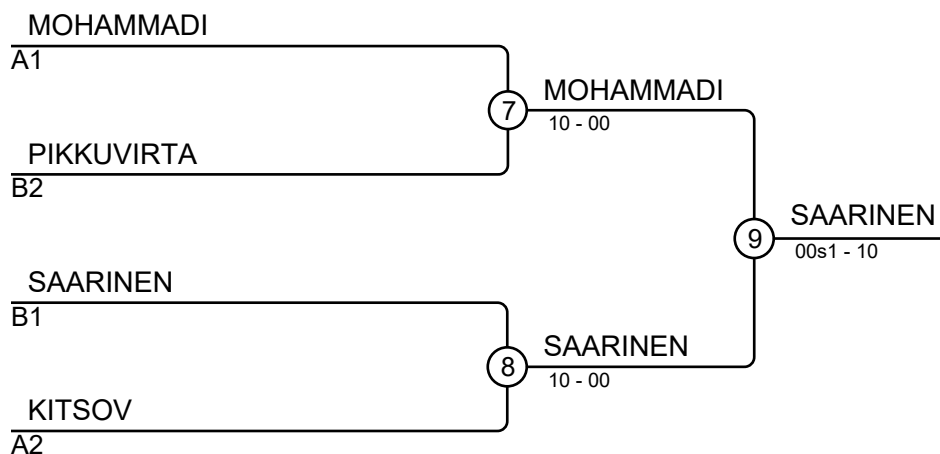 MOHAMMADI
A1
7
MOHAMMADI
10 - 00
PIKKUVIRTA
B2
9
SAARINEN
00s1 - 10
SAARINEN
B1
8
SAARINEN
10 - 00
KITSOV
A2